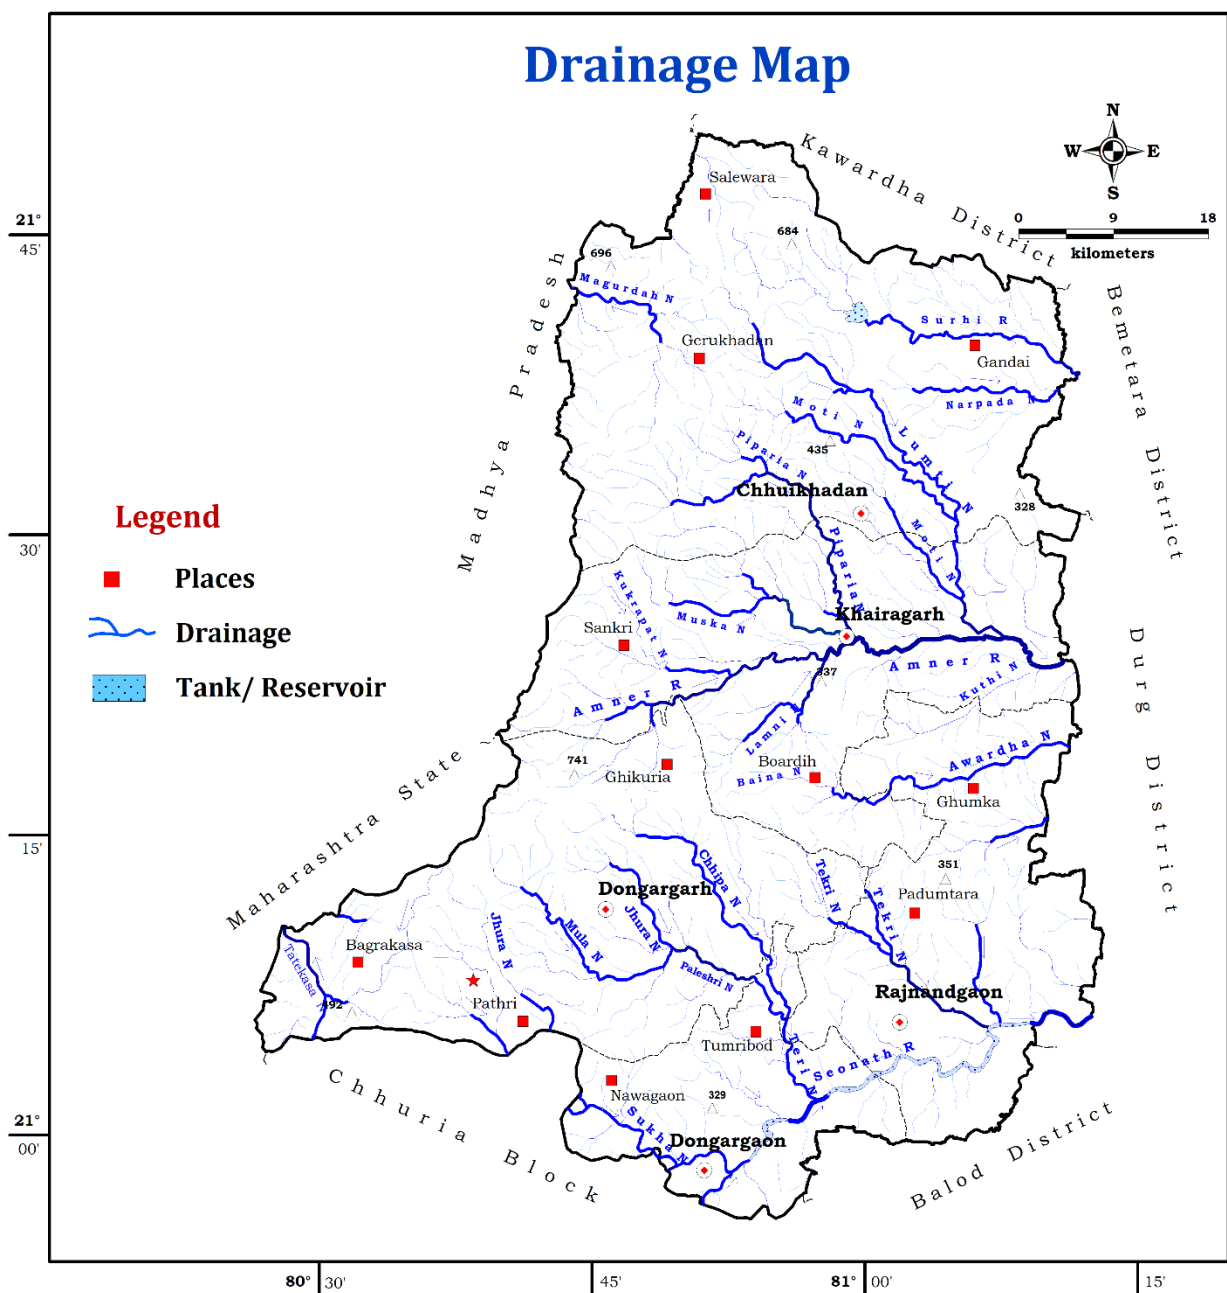 Drainage Map
N
W
E
S
0
9
18
kilometers
Kawardha District
Salewara
21°
45'
684
696
Magurdah N
Surhi R
Gerukhadan
Gandai
Narpada N
Bemetara District
Madhya Pradesh
Moti N
435
Lumti N
Piparia N
Chhuikhadan
328
Legend
Places
Drainage
Tank/ Reservoir
30'
Moti N
Piparia N
Kukrapat N
Khairagarh
Muska N
Sankri
Amner R
Kuthi N
Amner R
Lamni
Durg District
Awardha N
741
Ghikuria
Boardih
Baina N
Ghumka
Maharashtra State
15'
Chhipa N
Tekri N
351
Padumtara
Dongargarh
Tekri N
Jhura N
Mula N
Jhura N
Bagrakasa
Tatekasa
Paleshri N
Rajnandgaon
492
Pathri
Tumribod
Teri N
Seonath R
Nawagaon
329
Sukha N
21°
00'
Dongargaon
Chhuria Block
Balod District
80° 30'
45'
81° 00'
15'